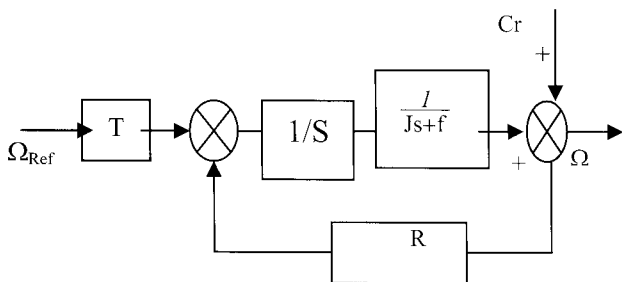 Cr
+
T
1/S
1
Js+f
Ω_Ref
+
Ω
R